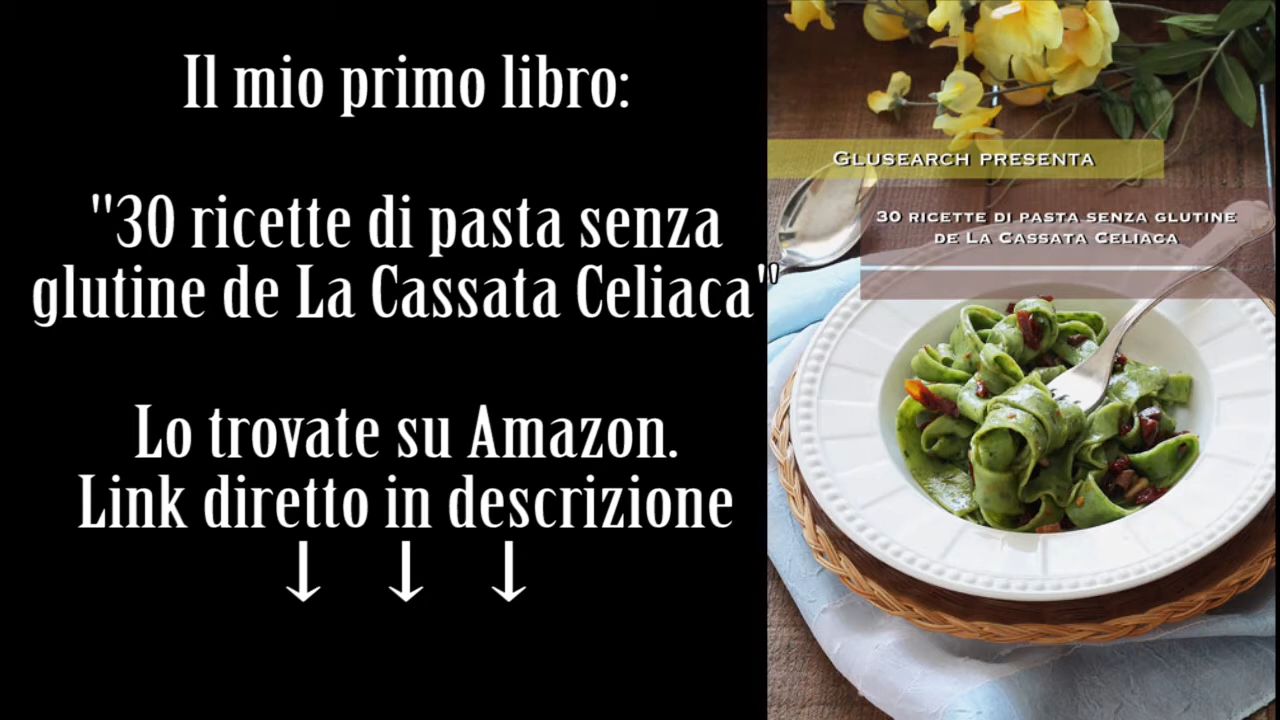 Il mio primo libro:
"30 ricette di pasta senza
glutine de La Cassata Celiaca"
Lo trovate su Amazon.
Link diretto in descrizione
↓ ↓ ↓
Glusearch presenta
30 ricette di pasta senza glutine
de La Cassata Celiaca